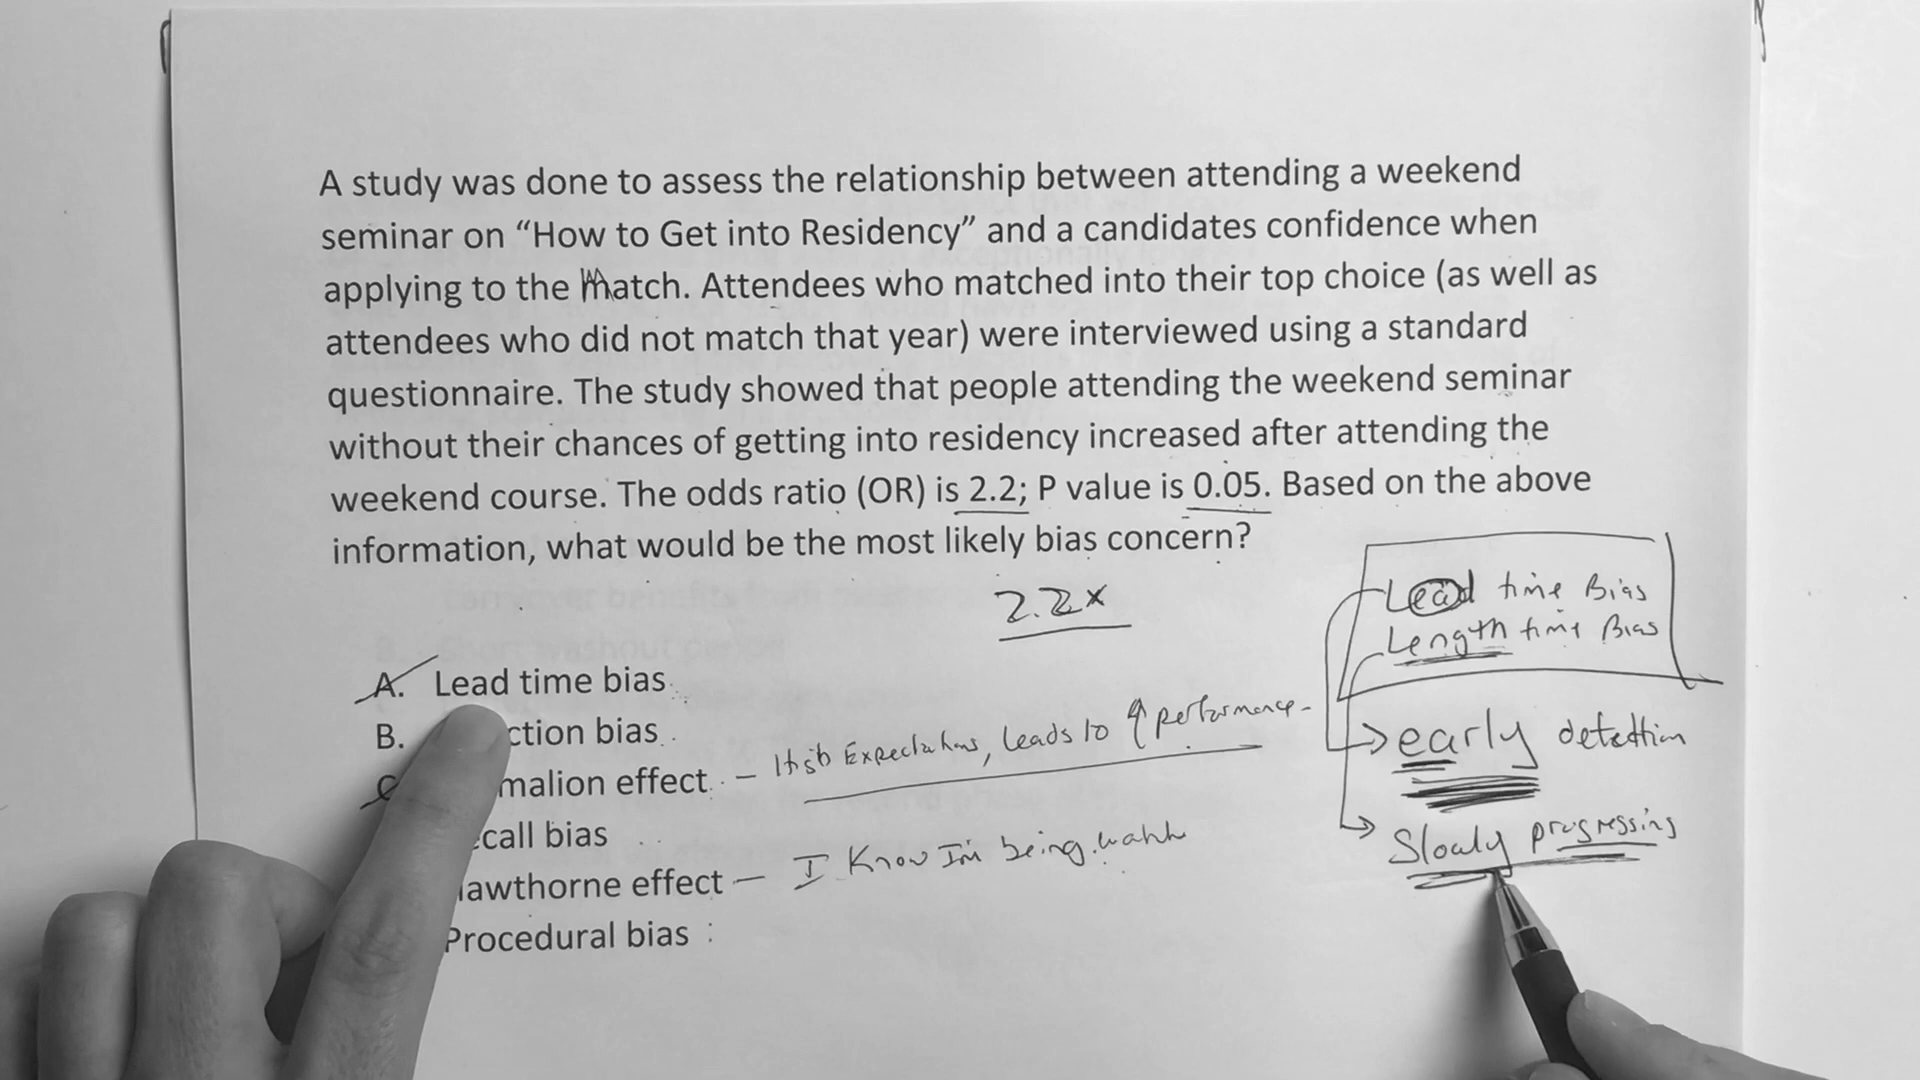 A study was done to assess the relationship between attending a weekend
seminar on “How to Get into Residency” and a candidates confidence when
applying to the Match. Attendees who matched into their top choice (as well as
attendees who did not match that year) were interviewed using a standard
questionnaire. The study showed that people attending the weekend seminar
without their chances of getting into residency increased after attending the
weekend course. The odds ratio (OR) is 2.2; P value is 0.05. Based on the above
information, what would be the most likely bias concern?
2.2x
Lead time Bias
Length time Bias
A. Lead time bias
B. ction bias
malion effect – Expectations, leads to ↑ performance
call bias
awthorne effect – I Know I'm being
Procedural bias
→ early detection
→ Slowly progressing